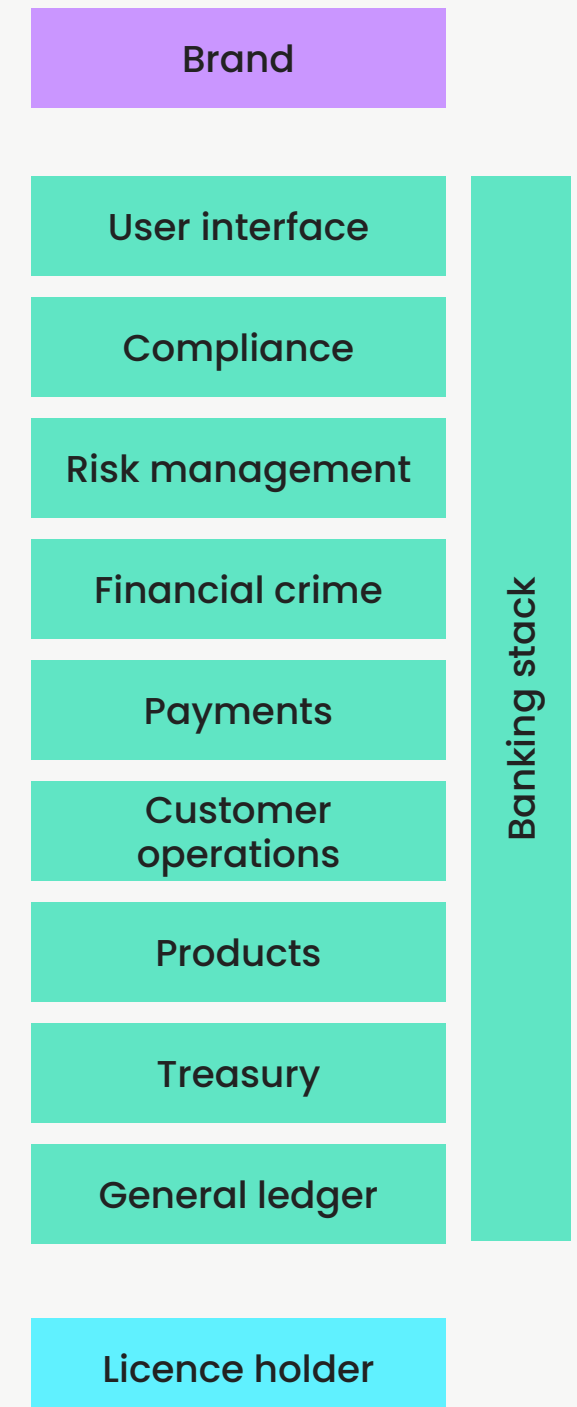 Brand
User interface
Compliance
Risk management
Financial crime
Payments
Customer
operations
Products
Treasury
General ledger
Banking stack
Licence holder